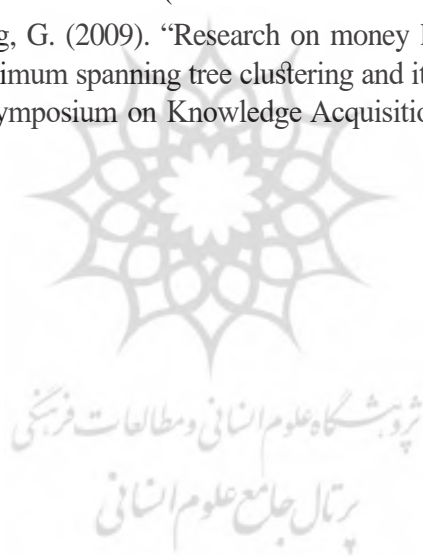 g, G. (2009). “Research on money l
imum spanning tree clustering and it
ymposium on Knowledge Acquisitio
پژوهشگاه علوم انسانی و مطالعات فرهنگی
پرتال جامع علوم انسانی